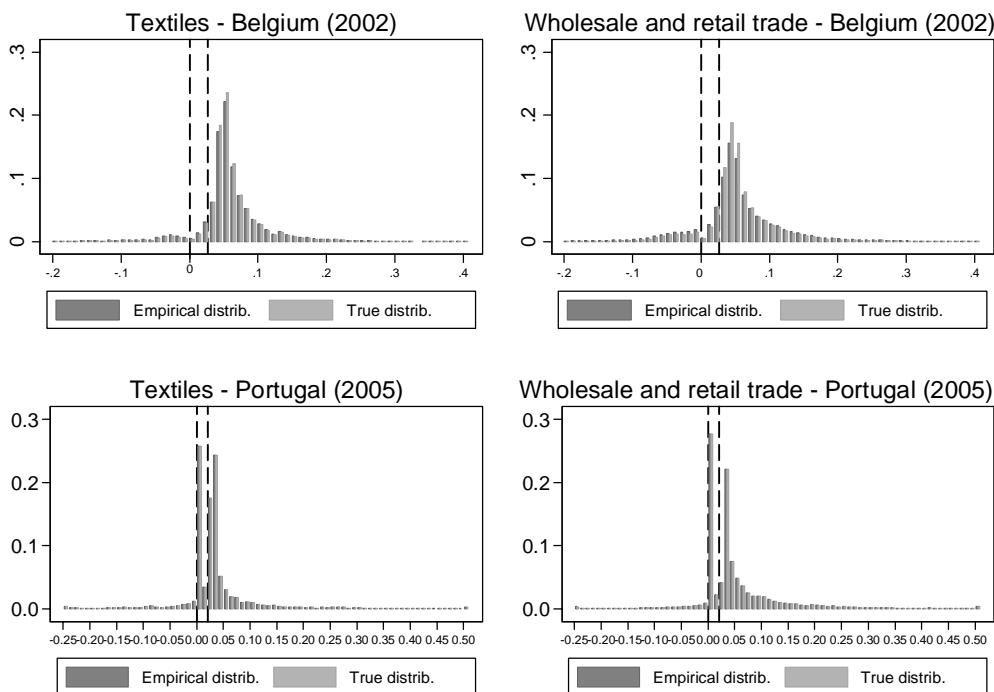 Textiles - Belgium (2002)
.3
.2
.1
0
-.2 -.1 0 .1 .2 .3 .4
Empirical distrib. True distrib.
Wholesale and retail trade - Belgium (2002)
.3
.2
.1
0
-.2 -.1 0 .1 .2 .3 .4
Empirical distrib. True distrib.
Textiles - Portugal (2005)
0.3
0.2
0.1
0.0
-0.25 -0.20 -0.15 -0.10 -0.05 0.00 0.05 0.10 0.15 0.20 0.25 0.30 0.35 0.40 0.45 0.50
Empirical distrib. True distrib.
Wholesale and retail trade - Portugal (2005)
0.3
0.2
0.1
0.0
-0.25 -0.20 -0.15 -0.10 -0.05 0.00 0.05 0.10 0.15 0.20 0.25 0.30 0.35 0.40 0.45 0.50
Empirical distrib. True distrib.